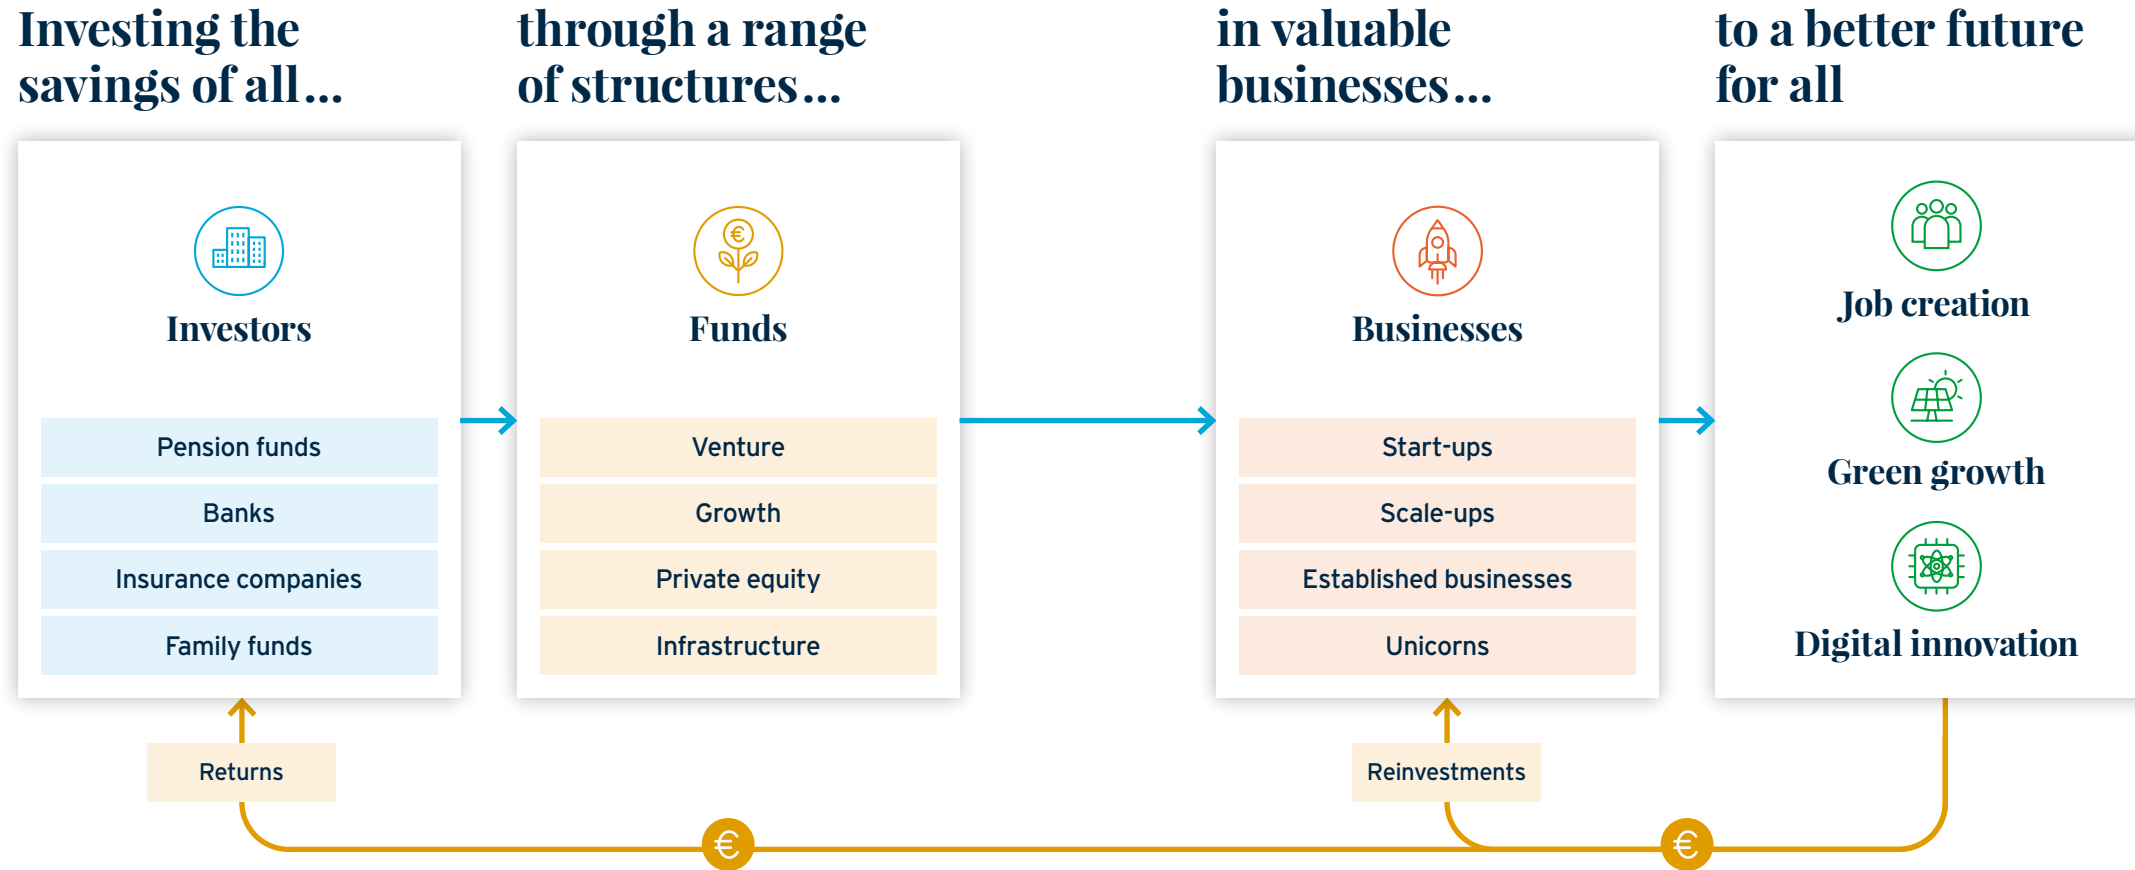 Investing the
savings of all...
through a range
of structures...
in valuable
businesses...
to a better future
for all
€
Investors
Funds
Businesses
Job creation
Green growth
Digital innovation
Pension funds
Banks
Insurance companies
Family funds
Venture
Growth
Private equity
Infrastructure
Start-ups
Scale-ups
Established businesses
Unicorns
Returns
Reinvestments
€
€